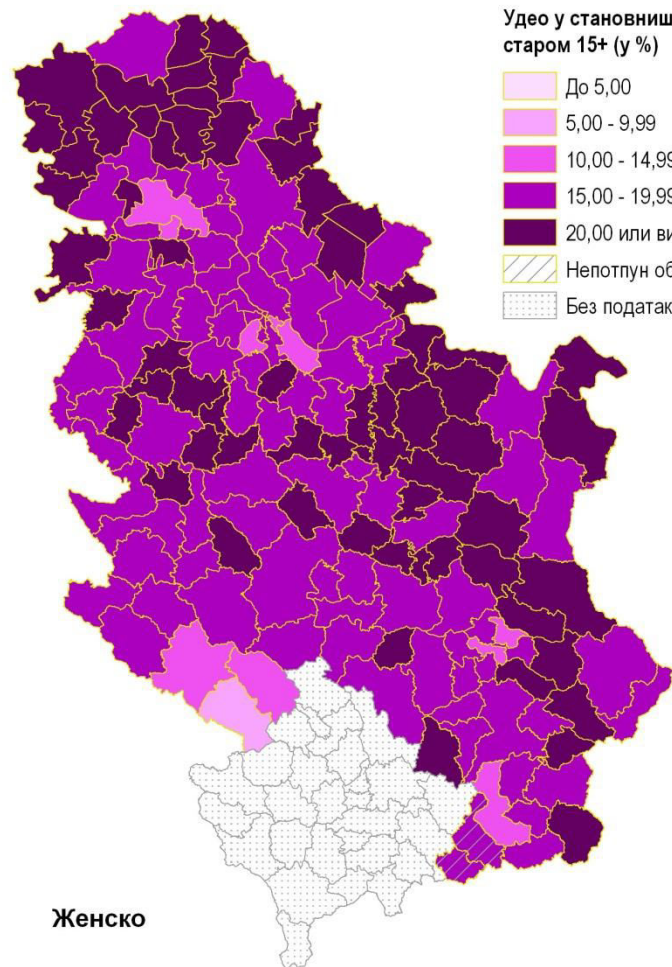 Удео у становниш
старом 15+ (у %)
До 5,00
5,00 - 9,99
10,00 - 14,99
15,00 - 19,99
20,00 или ви
Непотпун об
Без податак
Женско